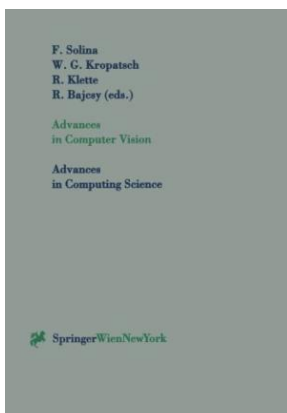 F. Solina
W. G. Kropatsch
R. Klette
R. Bajcsy (eds.)
Advances
in Computer Vision
Advances
in Computing Science
SpringerWienNewYork